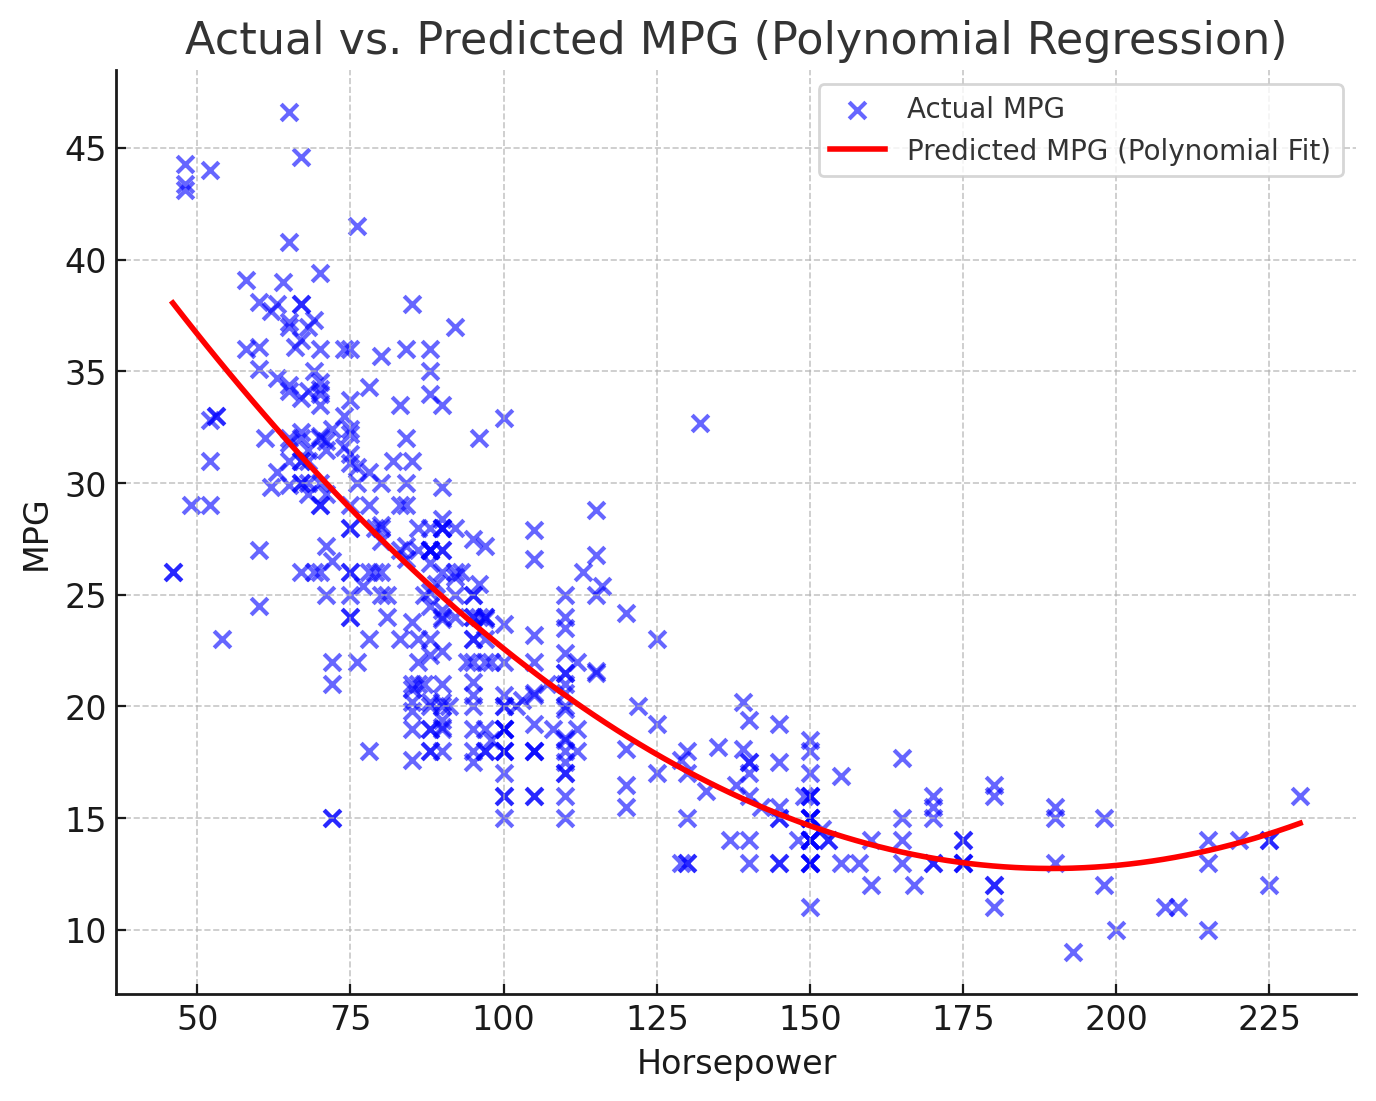 Actual vs. Predicted MPG (Polynomial Regression)
Actual MPG
Predicted MPG (Polynomial Fit)
45
40
35
30
25
20
15
10
MPG
50 75 100 125 150 175 200 225
Horsepower